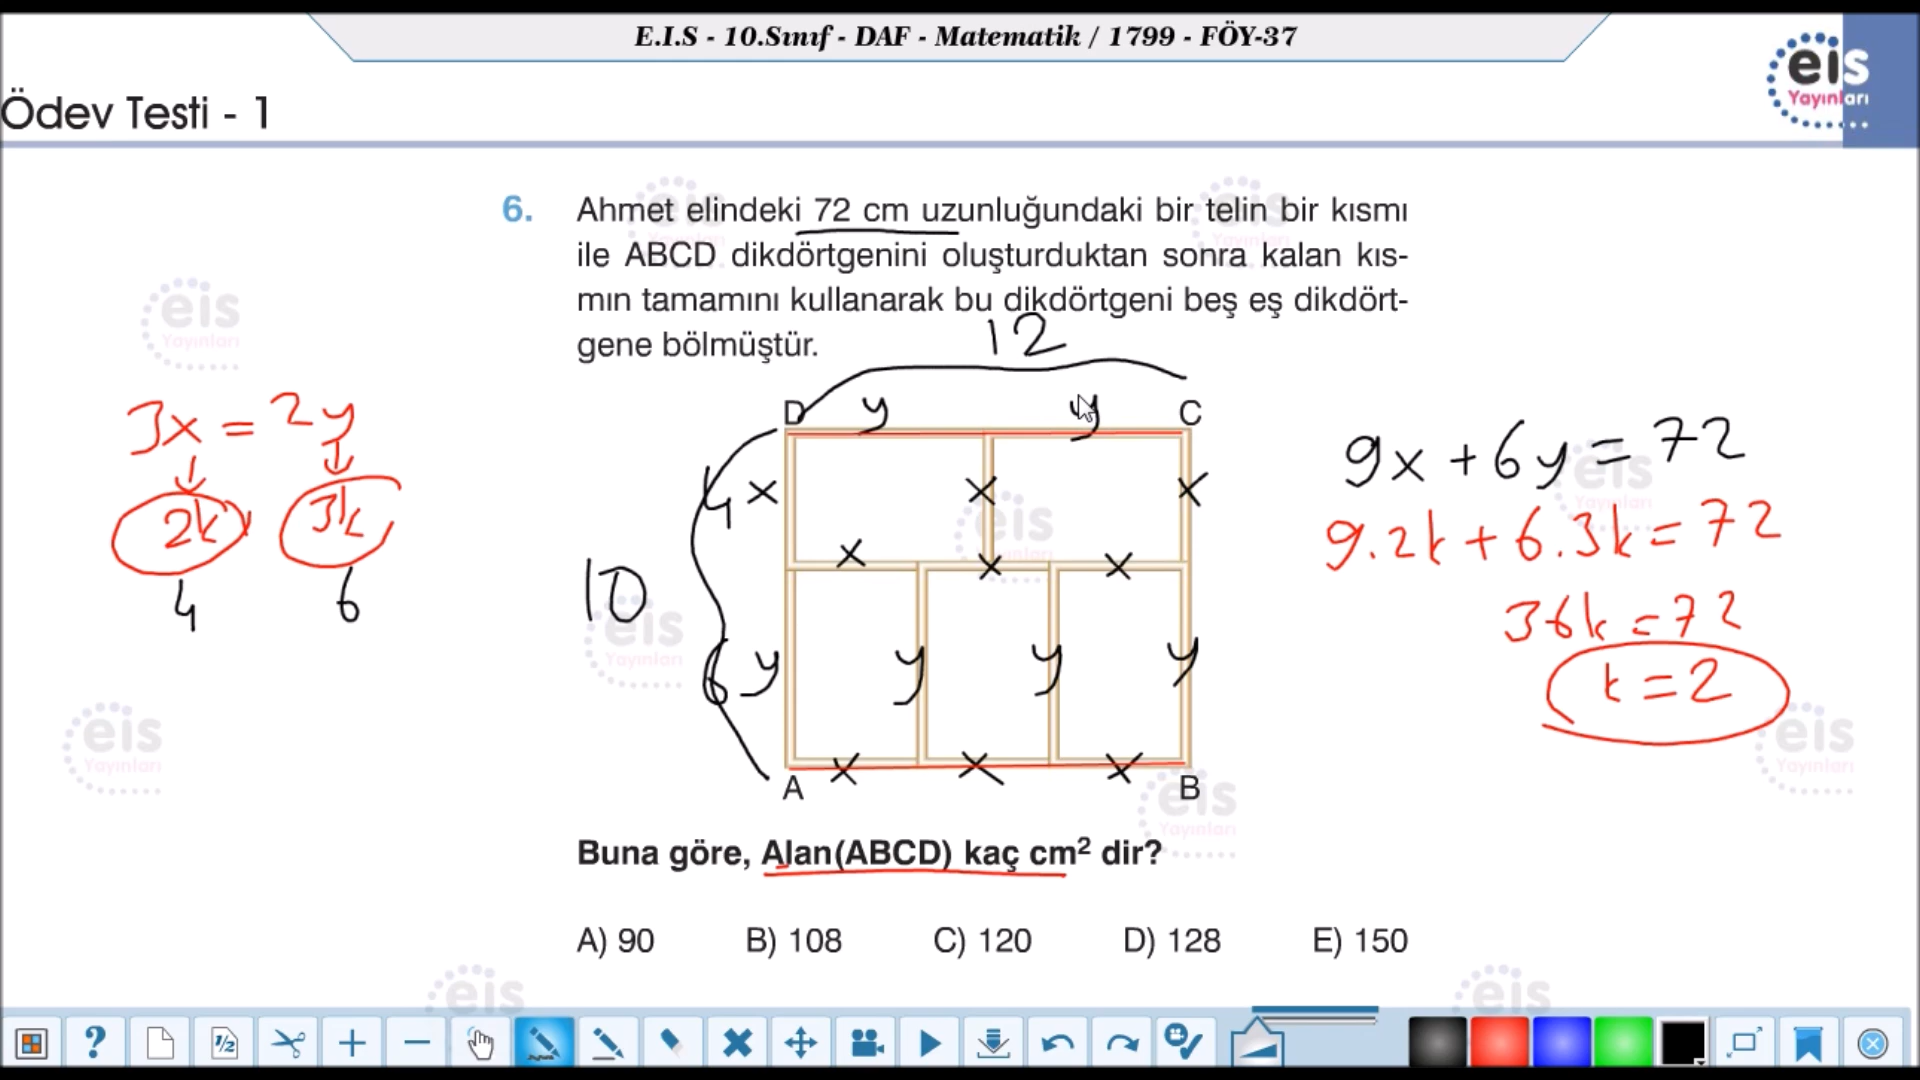 E.I.S - 10.Sınıf - DAF - Matematik / 1799 - FÖY-37
eis
Yayınları
Ödev Testi - 1
6. Ahmet elindeki 72 cm uzunluğundaki bir telin bir kısmı
ile ABCD dikdörtgenini oluşturduktan sonra kalan kıs-
mın tamamını kullanarak bu dikdörtgeni beş eş dikdört-
gene bölmüştür.
12
D y y C
4 x x x
x x x
10
6 y y y y
x x x
A B
3x = 2y
2k 3k
4 6
9x + 6y = 72
9.2k + 6.3k = 72
36k = 72
k = 2
Buna göre, Alan(ABCD) kaç cm² dir?
A) 90 B) 108 C) 120 D) 128 E) 150
? 1/2